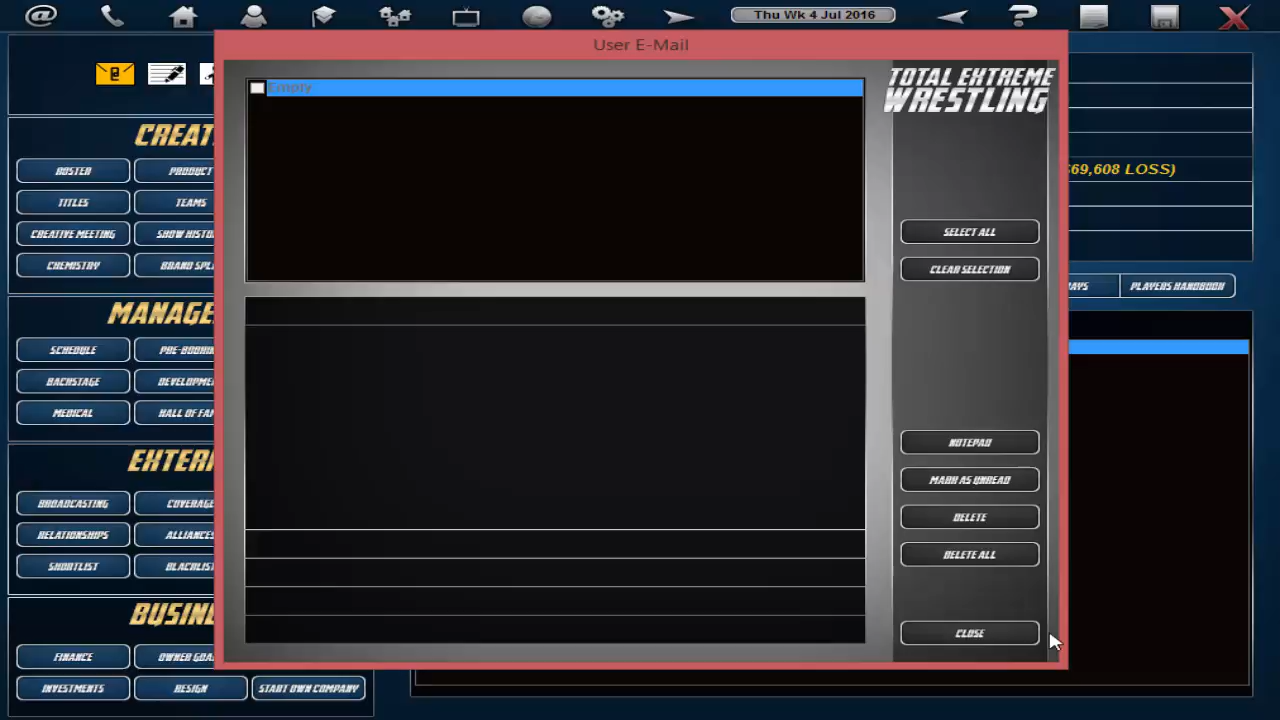 Thu Wk 4 Jul 2016
User E-Mail
Empty
TOTAL EXTREME
WRESTLING
SELECT ALL
CLEAR SELECTION
NOTEPAD
MARK AS UNREAD
DELETE
DELETE ALL
CLOSE
CREAT
ROSTER
PRODUCT
TITLES
TEAMS
CREATIVE MEETING
SHOW HISTO
CHEMISTRY
BRAND SPL
MANAGE
SCHEDULE
PRE-BOOKIN
BACKSTAGE
DEVELOPME
MEDICAL
HALL OF FAM
EXTER
BROADCASTING
COVERAGE
RELATIONSHIPS
ALLIANCES
SHORTLIST
BLACKLIST
BUSIN
FINANCE
OWNER GOA
INVESTMENTS
DESIGN
START OWN COMPANY
69,608 LOSS)
AYS
PLAYERS HANDBOOK